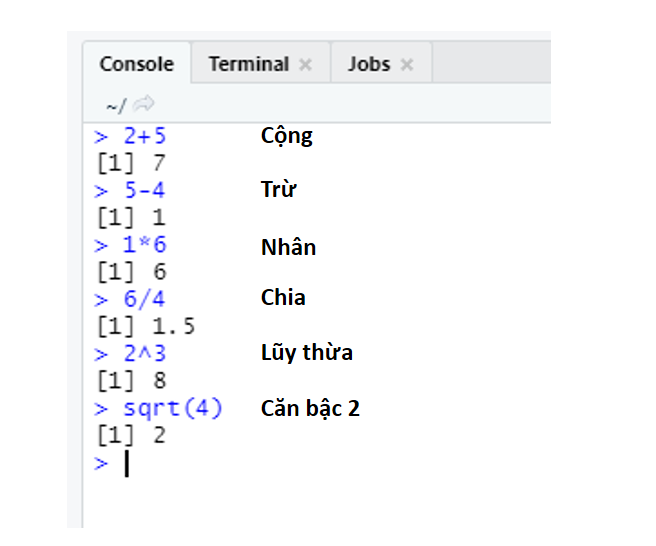 Console Terminal × Jobs ×
~/
> 2+5 Cộng
[1] 7
> 5-4 Trừ
[1] 1
> 1*6 Nhân
[1] 6
> 6/4 Chia
[1] 1.5
> 2^3 Lũy thừa
[1] 8
> sqrt(4) Căn bậc 2
[1] 2
>